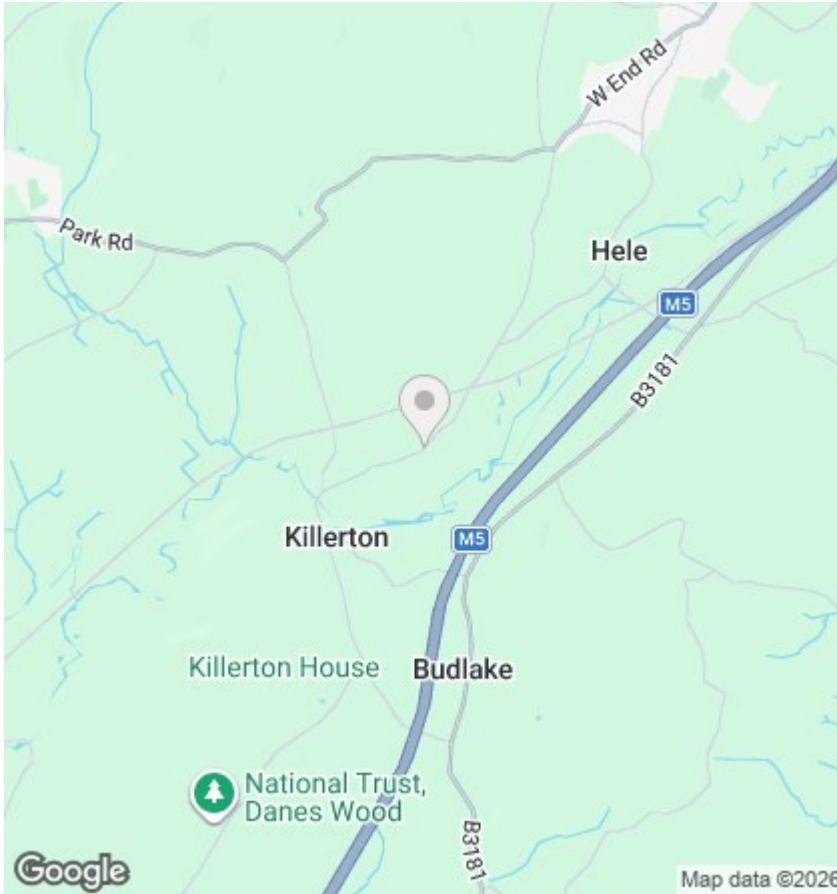 W End Rd
Park Rd
Hele
M5
B3181
Killerton
M5
Killerton House
Budlake
National Trust,
Danes Wood
B3181
Google
Map data ©2026